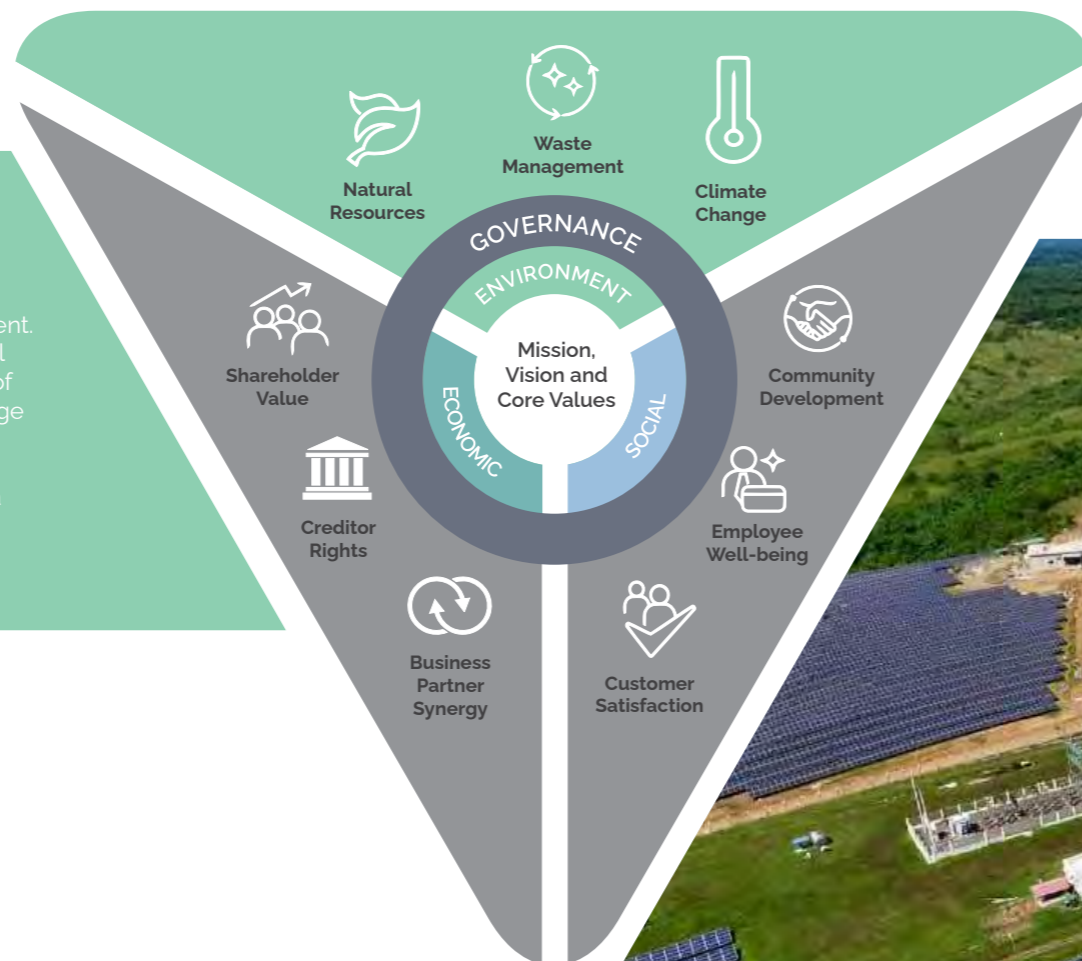 Natural
Resources
Waste
Management
Climate
Change
GOVERNANCE
ENVIRONMENT
ECONOMIC
SOCIAL
Mission,
Vision and
Core Values
Shareholder
Value
Creditor
Rights
Business
Partner
Synergy
Community
Development
Employee
Well-being
Customer
Satisfaction
of